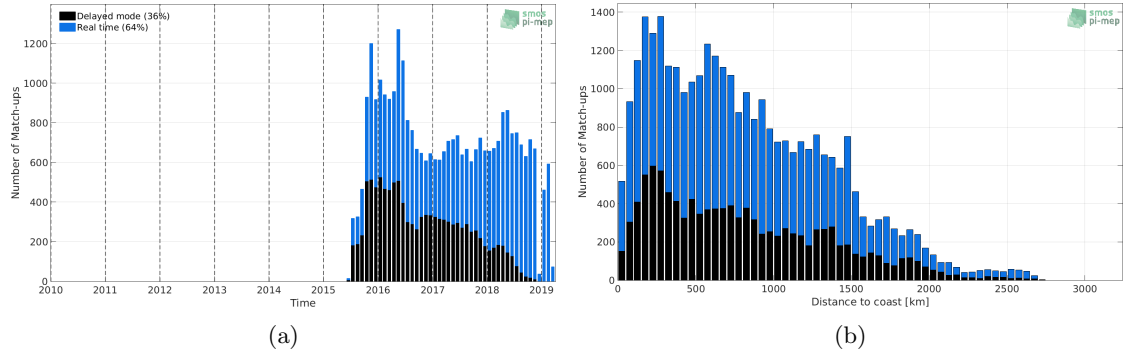 Delayed mode (36%)
Real time (64%)
smos
pi-mep
Number of Match-ups
1200
1000
800
600
400
200
0
2010 2011 2012 2013 2014 2015 2016 2017 2018 2019
Time
(a)
smos
pi-mep
Number of Match-ups
1400
1200
1000
800
600
400
200
0
0 500 1000 1500 2000 2500 3000
Distance to coast [km]
(b)